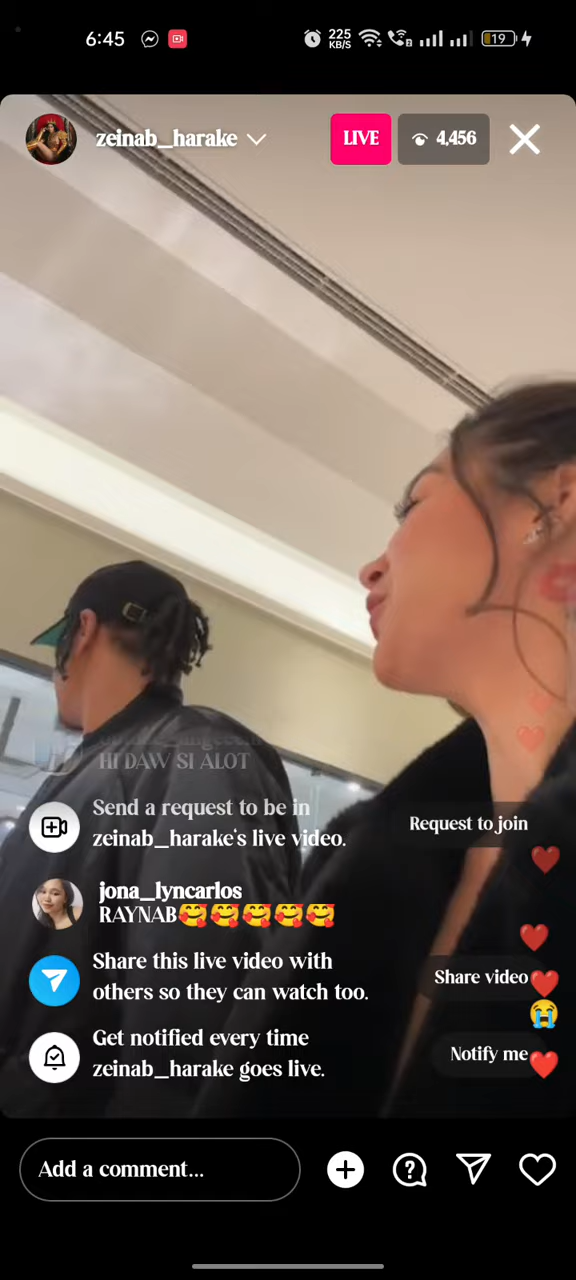 6:45
225
KB/S
2
19
zeinab_harake
LIVE
4,456
HI DAW SI ALOT
Send a request to be in
zeinab_harake's live video.
Request to join
jona_lyncarlos
RAYNAB🥰🥰🥰🥰🥰
Share this live video with
others so they can watch too.
Share video
Get notified every time
zeinab_harake goes live.
Notify me
Add a comment...